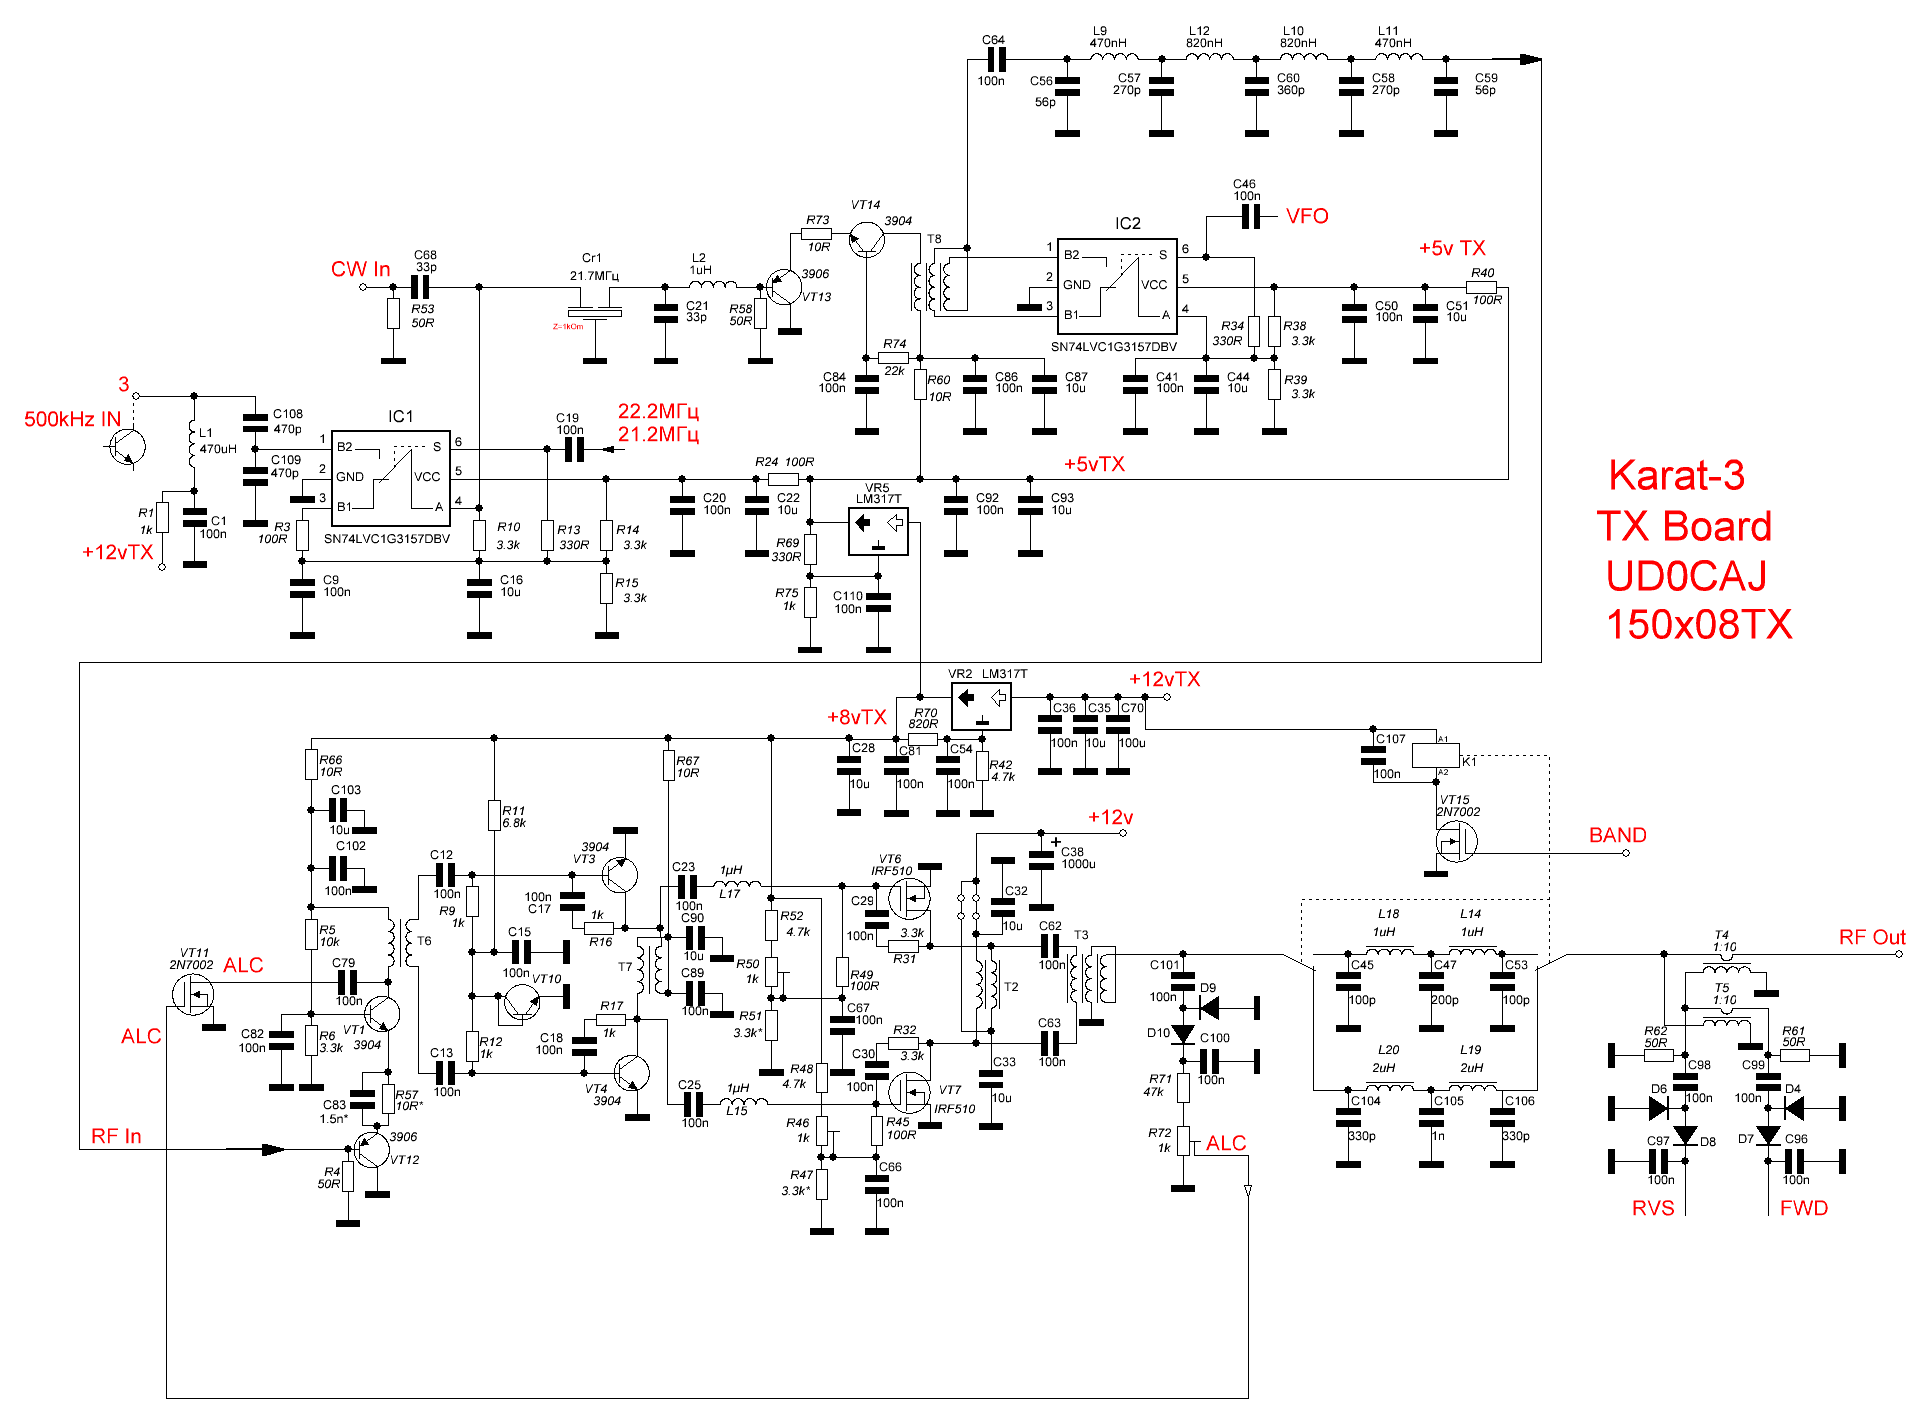 C64
100n
L9
470nH
L12
820nH
L10
820nH
L11
470nH
C56
56p
C57
270p
C60
360p
C58
270p
C59
56p
C46
100n
VFO
VT14
3904
R73
10R
T8
IC2
1
2
3
B2
GND
B1
S
VCC
A
6
5
4
SN74LVC1G3157DBV
+5v TX
R40
100R
CW In
C68
33p
R53
50R
Cr1
21.7МГц
Z=1kOm
L2
1uH
C21
33p
R58
50R
3906
VT13
R34
330R
R38
3.3k
C50
100n
C51
10u
R74
22k
C84
100n
R60
10R
C86
100n
C87
10u
C41
100n
C44
10u
R39
3.3k
3
500kHz IN
L1
470uH
C108
470p
C109
470p
IC1
1
2
3
B2
GND
B1
S
VCC
A
6
5
4
SN74LVC1G3157DBV
C19
100n
22.2МГц
21.2МГц
R1
1k
C1
100n
+12vTX
R3
100R
R10
3.3k
R13
330R
R14
3.3k
C9
100n
C16
10u
R15
3.3k
C20
100n
C22
10u
R24 100R
+5vTX
VR5
LM317T
C92
100n
C93
10u
R69
330R
R75
1k
C110
100n
Karat-3
TX Board
UD0CAJ
150x08TX
VR2 LM317T
+12vTX
+8vTX
R70
820R
C36
100n
C35
10u
C70
100u
C28
10u
C81
100n
C54
100n
R42
4.7k
C107
100n
A1
A2
K1
VT15
2N7002
BAND
R66
10R
C103
10u
C102
100n
R11
6.8k
R67
10R
+12v
C38
+
1000u
C12
100n
3904
VT3
C23
100n
1µH
L17
VT6
IRF510
C32
10u
R5
10k
T6
R9
1k
100n
C17
1k
R16
C90
10u
R52
4.7k
C29
100n
3.3k
R31
C62
100n
T3
VT11
2N7002
ALC
C79
100n
C15
100n
VT10
T7
C89
100n
R50
1k
R49
100R
T2
C101
100n
D9
L18
1uH
L14
1uH
C45
100p
C47
200p
C53
100p
T4
1:10
T5
1:10
RF Out
ALC
C82
100n
R6
3.3k
VT1
3904
R12
1k
C13
100n
R17
1k
C18
100n
VT4
3904
R51
3.3k*
C67
100n
R32
3.3k
C63
100n
D10
C100
100n
R57
10R*
C83
1.5n*
C25
100n
1µH
L15
R48
4.7k
C30
100n
VT7
IRF510
C33
10u
R71
47k
L20
2uH
L19
2uH
C104
330p
C105
1n
C106
330p
R62
50R
R61
50R
C98
100n
C99
100n
D6
D4
RF In
3906
VT12
R4
50R
R46
1k
R45
100R
R47
3.3k*
C66
100n
R72
1k
ALC
D8
D7
C97
100n
C96
100n
RVS
FWD